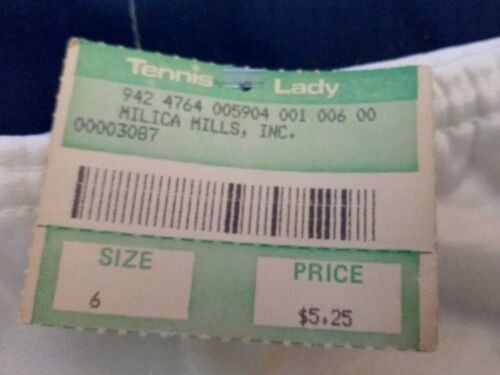 Tennis Lady
942 4764 005904 001 006 00
MILICA MILLS, INC.
00003087
SIZE
6
PRICE
$5.25